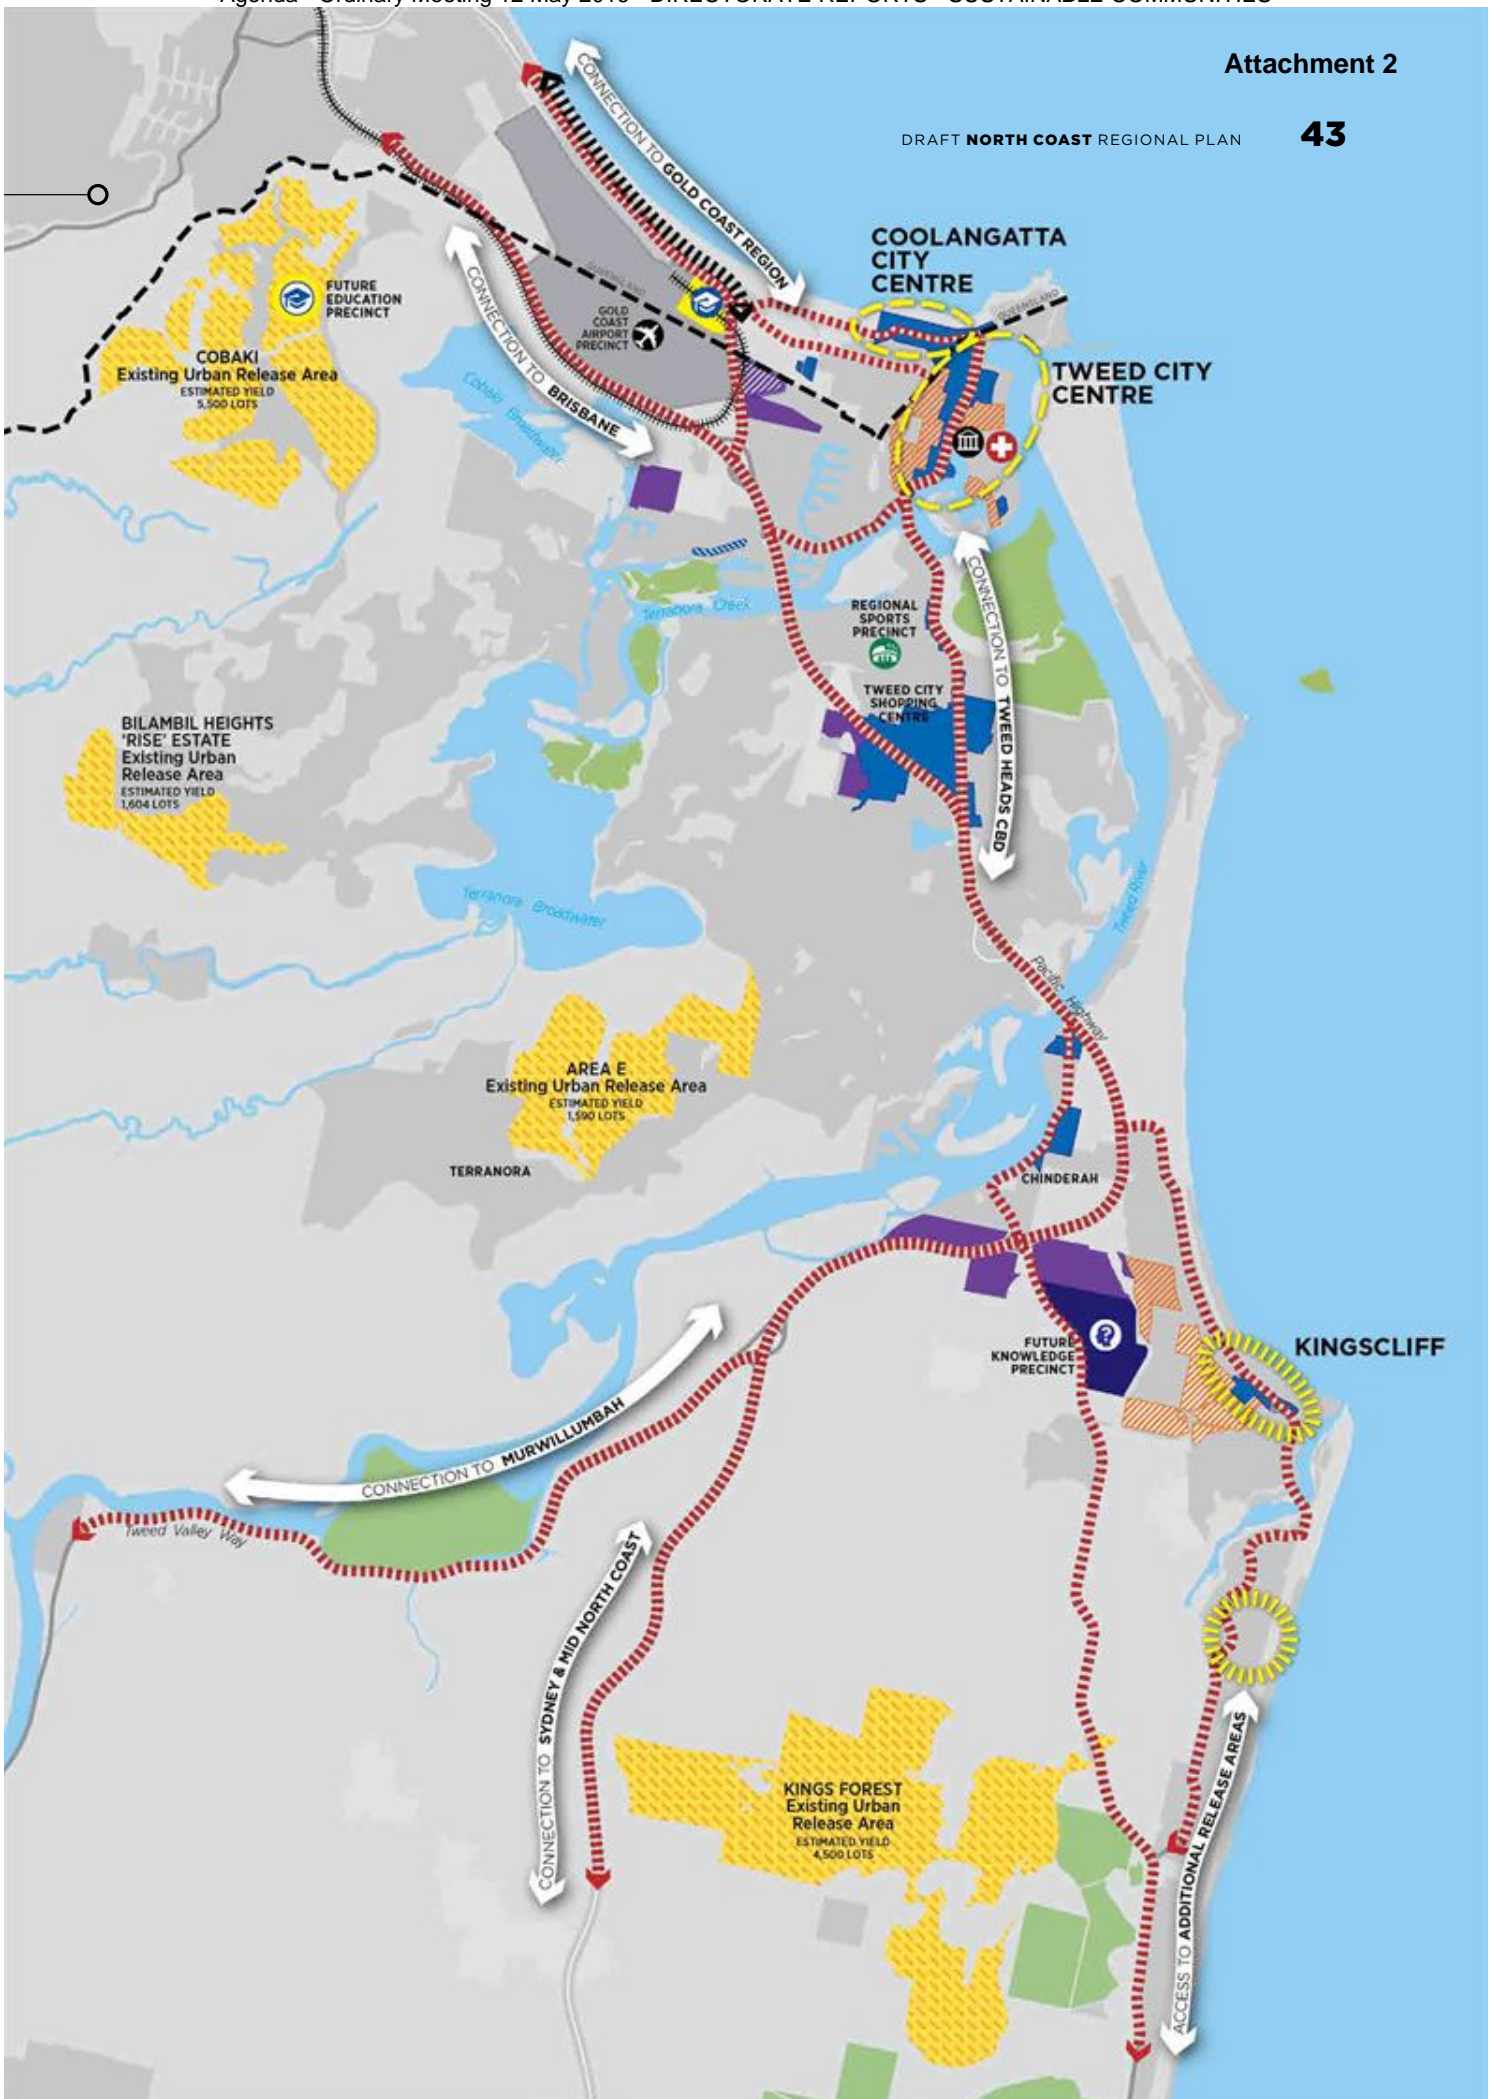 Attachment 2
DRAFT NORTH COAST REGIONAL PLAN 43
CONNECTION TO GOLD COAST REGION
COOLANGATTA
CITY
CENTRE
QUEENSLAND
QUEENSLAND
FUTURE
EDUCATION
PRECINCT
GOLD
COAST
AIRPORT
PRECINCT
CONNECTION TO BRISBANE
COBAKI
Existing Urban Release Area
ESTIMATED YIELD
5,500 LOTS
Cobaki Broadwater
TWEED CITY
CENTRE
Terranora Creek
REGIONAL
SPORTS
PRECINCT
CONNECTION TO TWEED HEADS CBD
TWEED CITY
SHOPPING
CENTRE
BILAMBIL HEIGHTS
'RISE' ESTATE
Existing Urban
Release Area
ESTIMATED YIELD
1,604 LOTS
Terranora Broadwater
Tweed River
Pacific Highway
AREA E
Existing Urban Release Area
ESTIMATED YIELD
1,590 LOTS
TERRANORA
CHINDERAH
FUTURE
KNOWLEDGE
PRECINCT
KINGSCLIFF
CONNECTION TO MURWILLUMBAH
Tweed Valley Way
CONNECTION TO SYDNEY & MID NORTH COAST
KINGS FOREST
Existing Urban
Release Area
ESTIMATED YIELD
4,500 LOTS
ACCESS TO ADDITIONAL RELEASE AREAS